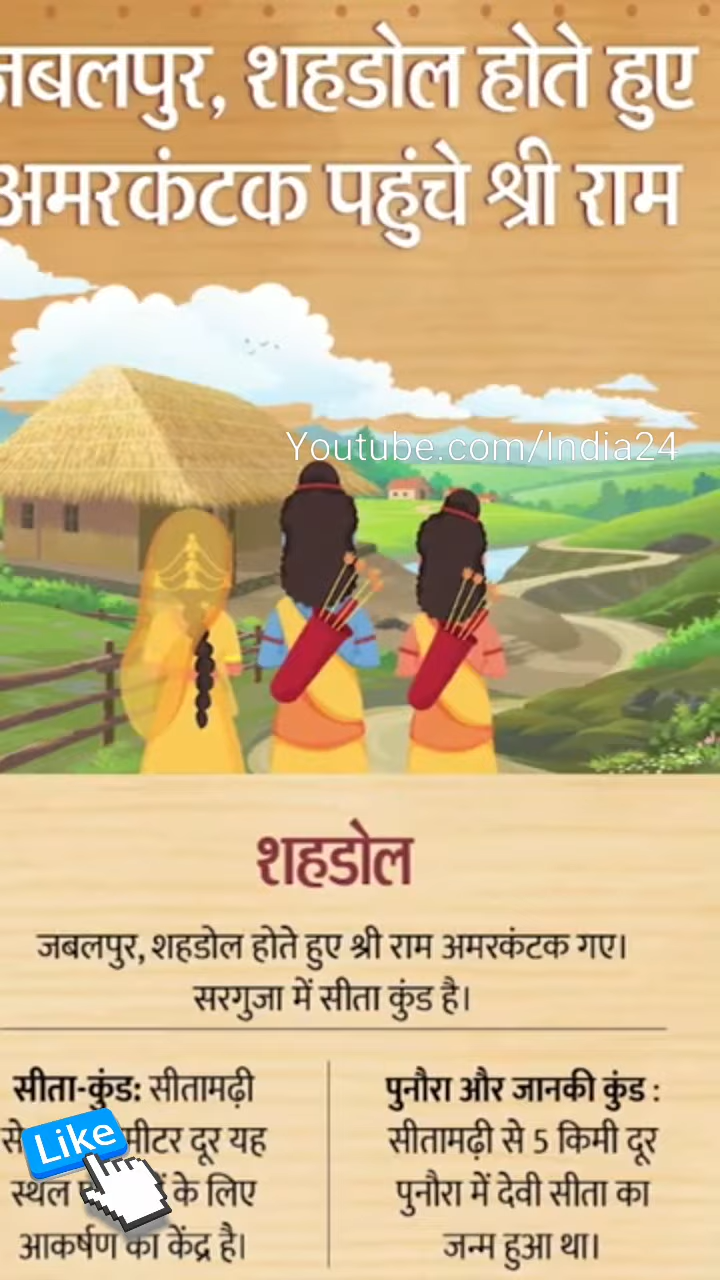 जबलपुर, शहडोल होते हुए
अमरकंटक पहुंचे श्री राम
Youtube.com/India24
शहडोल
जबलपुर, शहडोल होते हुए श्री राम अमरकंटक गए।
सरगुजा में सीता कुंड है।
सीता-कुंड: सीतामढ़ी
से मीटर दूर यह
स्थल के लिए
आकर्षण का केंद्र है।
Like
पुनौरा और जानकी कुंड :
सीतामढ़ी से 5 किमी दूर
पुनौरा में देवी सीता का
जन्म हुआ था।